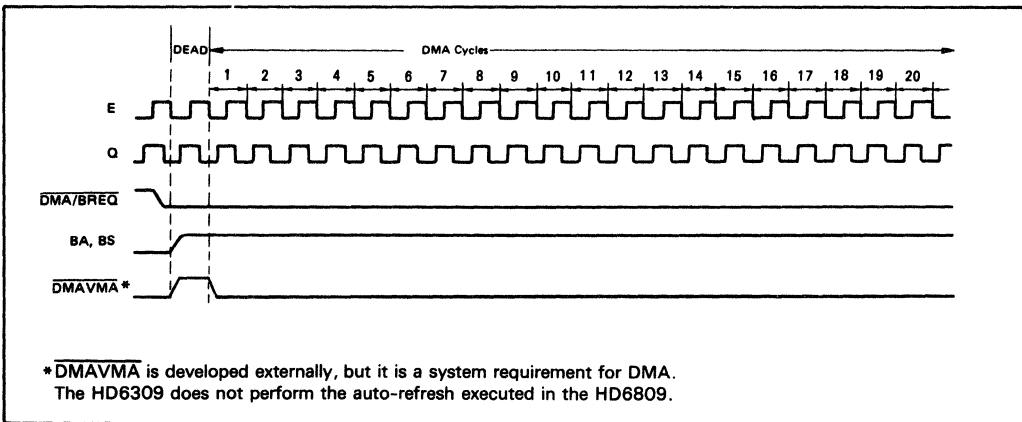 DEAD DMA Cycles
1 2 3 4 5 6 7 8 9 10 11 12 13 14 15 16 17 18 19 20
E
Q
DMA/BREQ
BA, BS
DMAVMA *
* DMAVMA is developed externally, but it is a system requirement for DMA.
The HD6309 does not perform the auto-refresh executed in the HD6809.